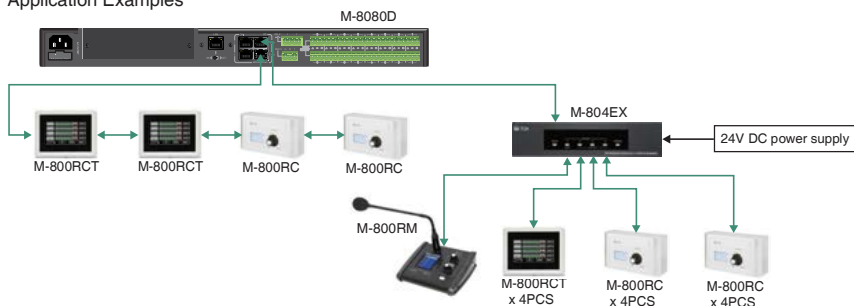 Application Examples
M-8080D
M-804EX
24V DC power supply
M-800RCT
M-800RCT
M-800RC
M-800RC
M-800RM
M-800RCT
x 4PCS
M-800RC
x 4PCS
M-800RC
x 4PCS